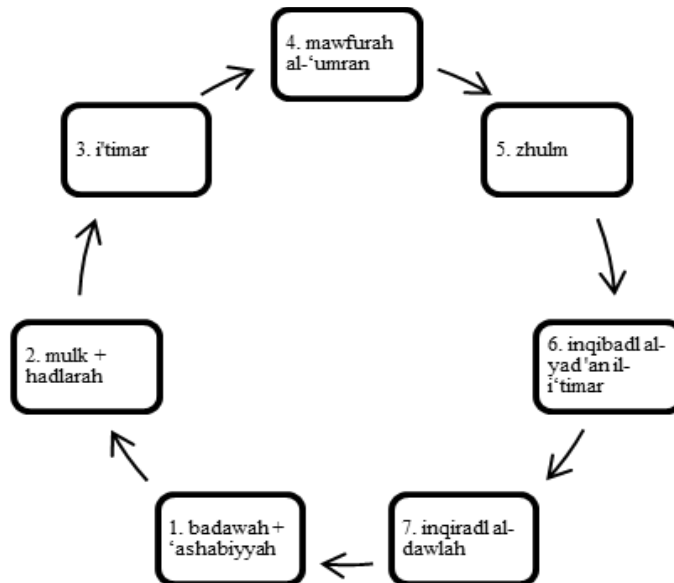 4. mawfurah
al-‘umran
3. i'timar
5. zhulm
2. mulk +
hadlarah
6. inqibadl al-
yad 'an il-
i‘timar
1. badawah +
‘ashabiyyah
7. inqiradl al-
dawlah